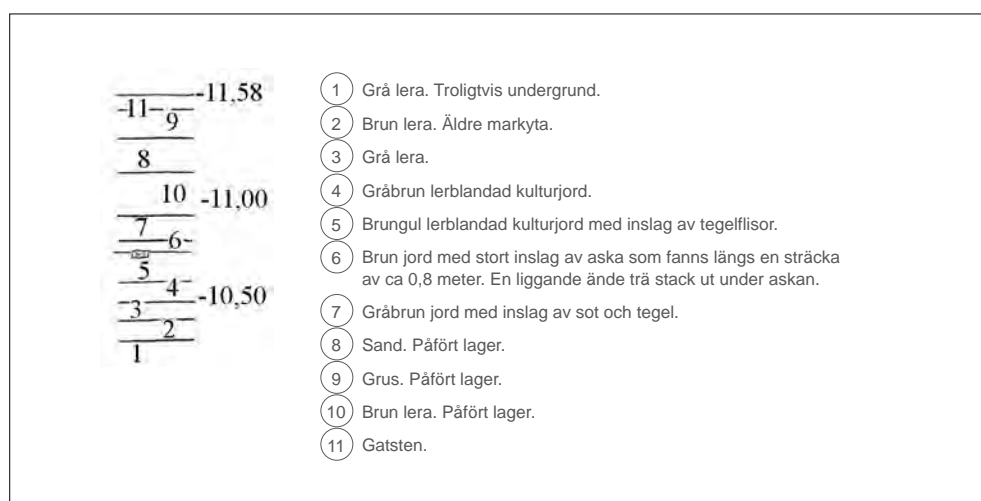 -11,58
11
9
8
10 -11,00
7
6
5
4 -10,50
3
2
1
1 Grå lera. Troligtvis undergrund.
2 Brun lera. Äldre markyta.
3 Grå lera.
4 Gråbrun lerblandad kulturjord.
5 Brungul lerblandad kulturjord med inslag av tegelflisor.
6 Brun jord med stort inslag av aska som fanns längs en sträcka
av ca 0,8 meter. En liggande ände trä stack ut under askan.
7 Gråbrun jord med inslag av sot och tegel.
8 Sand. Påfört lager.
9 Grus. Påfört lager.
10 Brun lera. Påfört lager.
11 Gatsten.